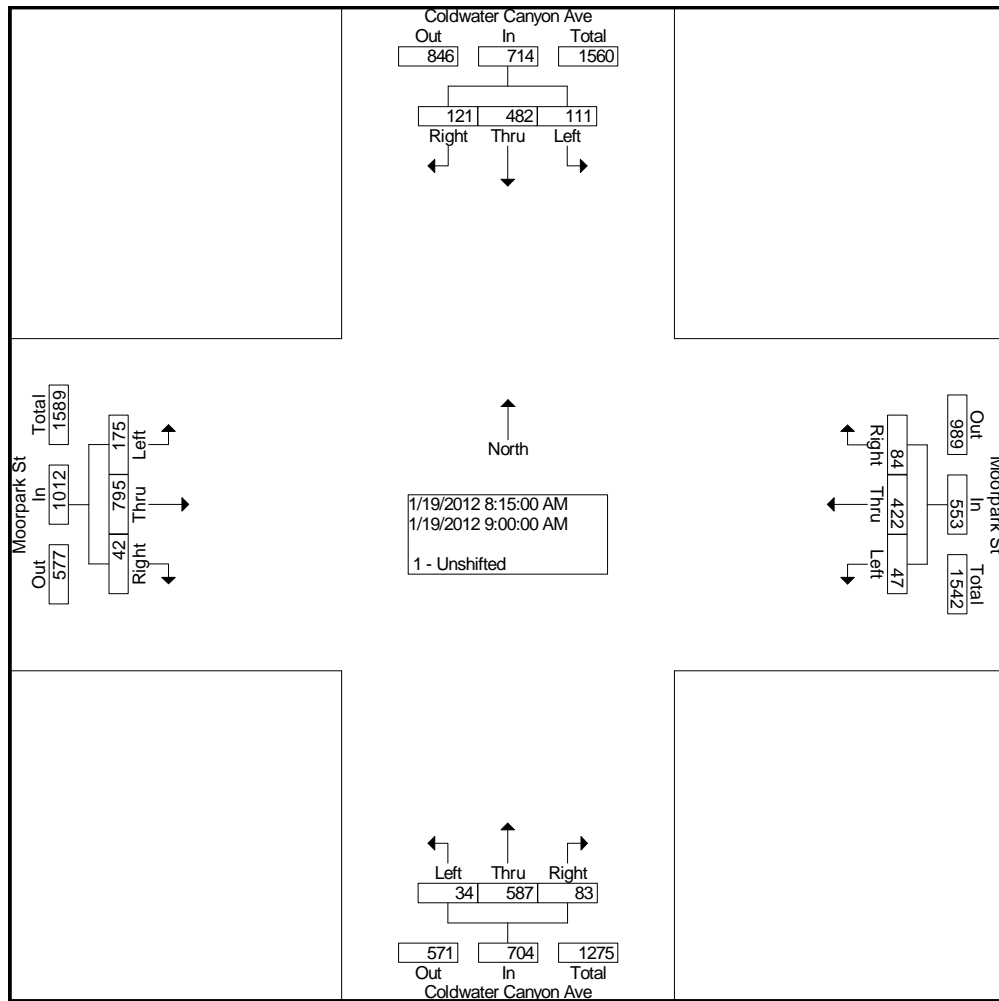 Coldwater Canyon Ave
Out In Total
846 714 1560
121 482 111
Right Thru Left
Moorpark St
Total In Out
1589 1012 577
175 795 42
Left Thru Right
North
1/19/2012 8:15:00 AM
1/19/2012 9:00:00 AM
1 - Unshifted
Right Thru Left
84 422 47
Out In Total
989 553 1542
Moorpark St
Left Thru Right
34 587 83
571 704 1275
Out In Total
Coldwater Canyon Ave